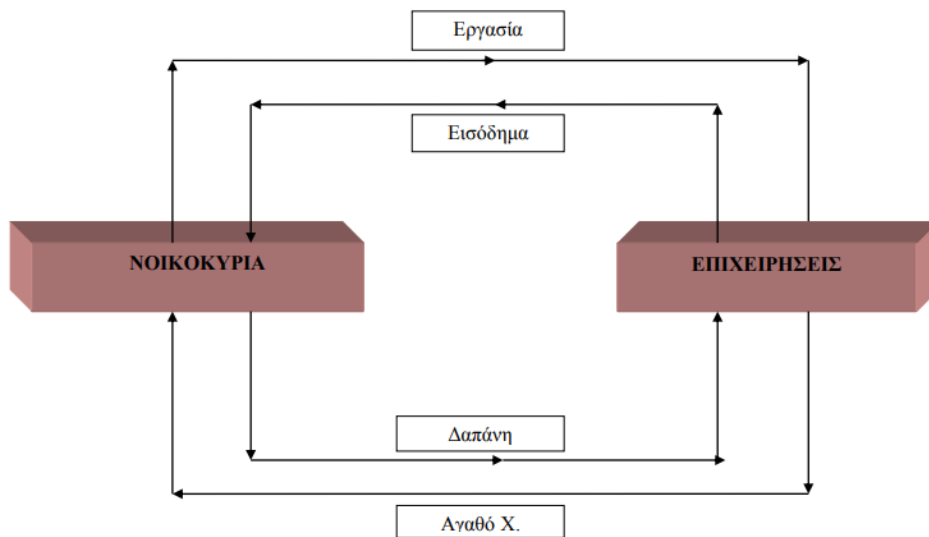 Εργασία
Εισόδημα
ΝΟΙΚΟΚΥΡΙΑ
ΕΠΙΧΕΙΡΗΣΕΙΣ
Δαπάνη
Αγαθό Χ.